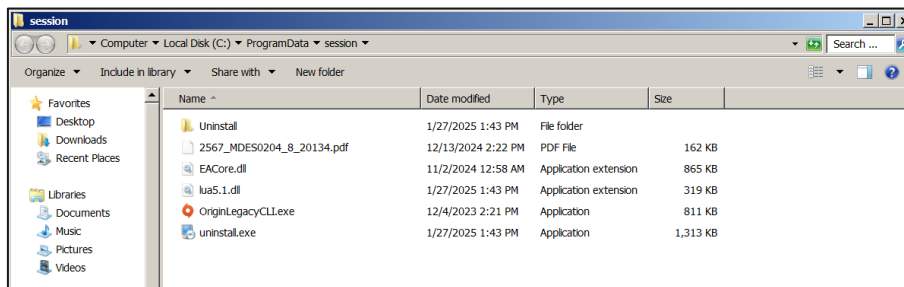 session
Computer Local Disk (C:) ProgramData session Search ...
Organize Include in library Share with New folder
Favorites
Desktop
Downloads
Recent Places
Libraries
Documents
Music
Pictures
Videos
Name Date modified Type Size
Uninstall 1/27/2025 1:43 PM File folder
2567_MDES0204_8_20134.pdf 12/13/2024 2:22 PM PDF File 162 KB
EACore.dll 11/2/2024 12:58 AM Application extension 865 KB
lua5.1.dll 1/27/2025 1:43 PM Application extension 319 KB
OriginLegacyCLI.exe 12/4/2023 2:21 PM Application 811 KB
uninstall.exe 1/27/2025 1:43 PM Application 1,313 KB